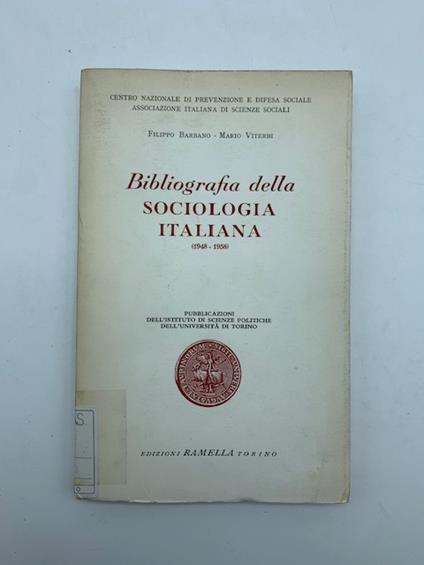 CENTRO NAZIONALE DI PREVENZIONE E DIFESA SOCIALE
ASSOCIAZIONE ITALIANA DI SCIENZE SOCIALI
FILIPPO BARBANO - MARIO VITERBI
Bibliografia della
SOCIOLOGIA
ITALIANA
(1948 - 1958)
PUBBLICAZIONI
DELL'ISTITUTO DI SCIENZE POLITICHE
DELL'UNIVERSITÀ DI TORINO
S.
O
EDIZIONI RAMELLA TORINO